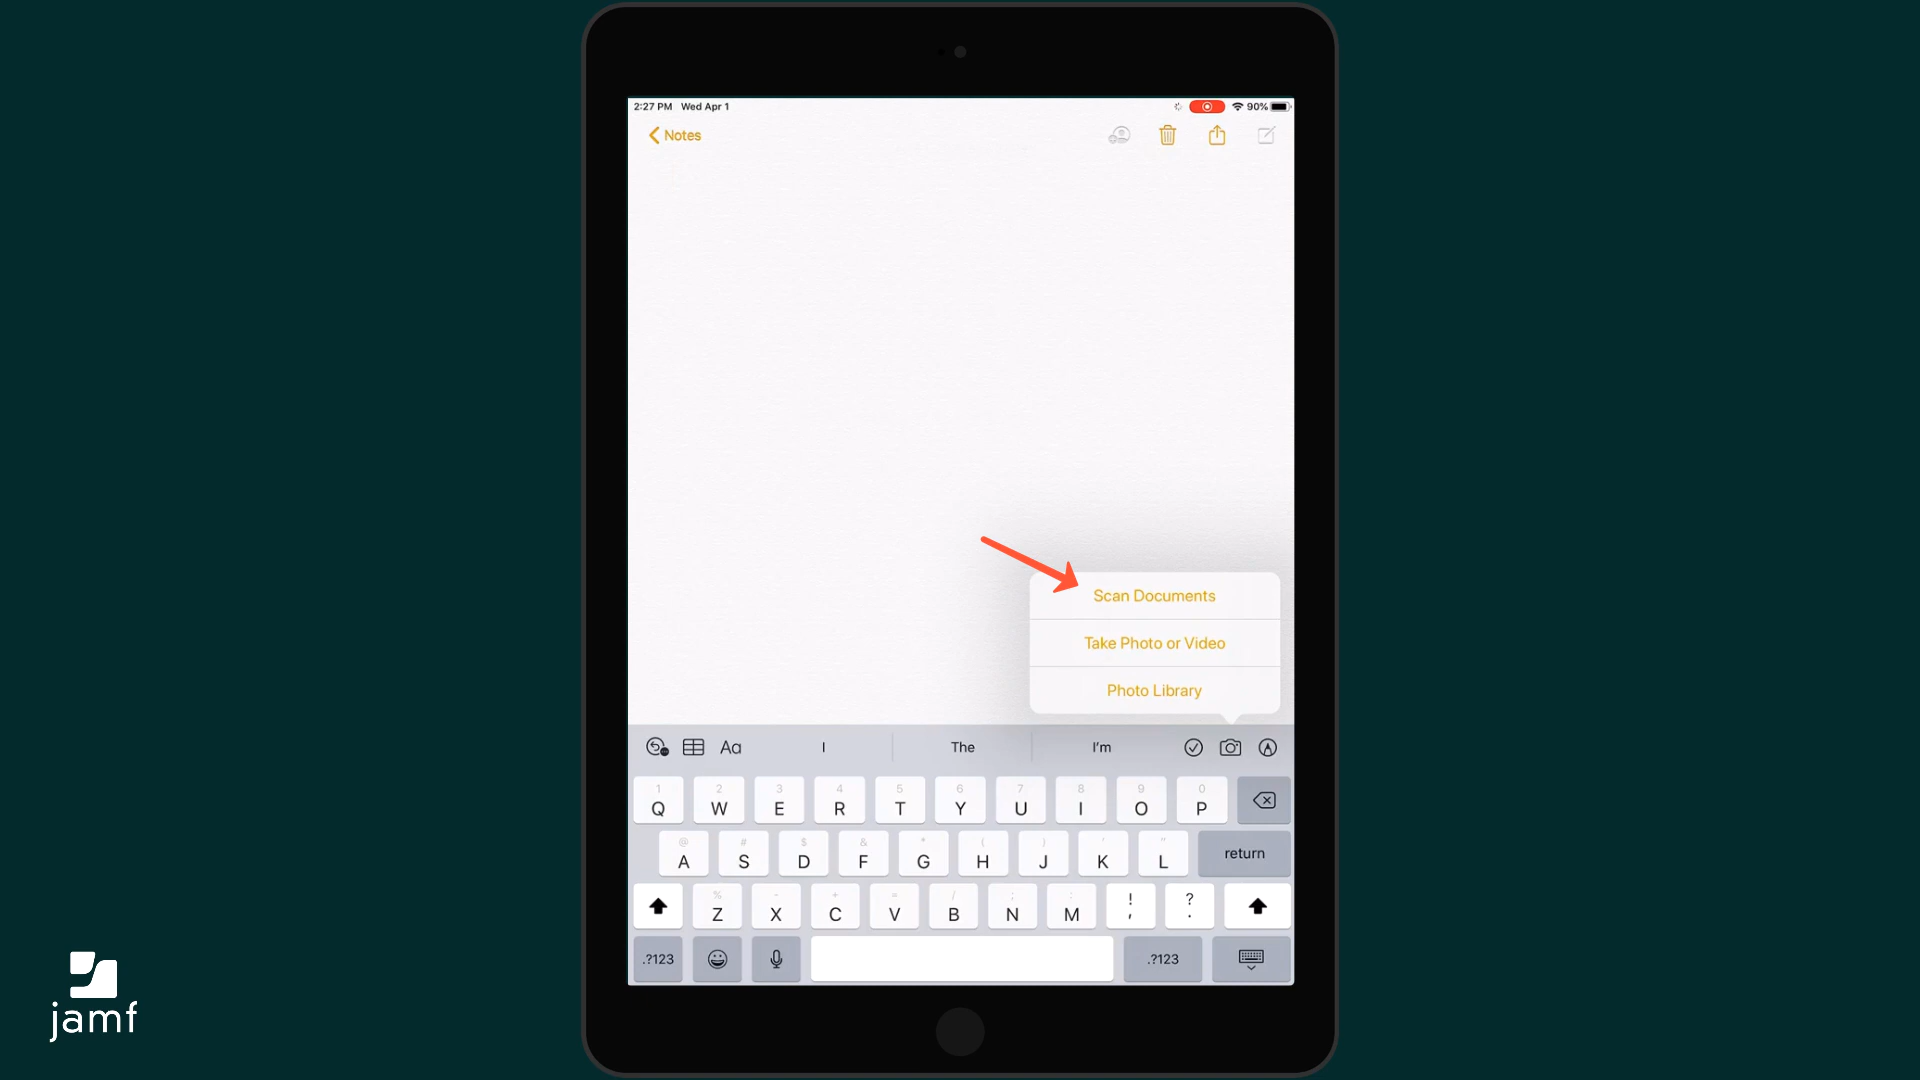 2:27 PM Wed Apr 1 90%
Notes
Scan Documents
Take Photo or Video
Photo Library
Aa I The I'm
1 2 3 4 5 6 7 8 9 0
Q W E R T Y U I O P
@ # $ & * ( ) ' "
A S D F G H J K L return
% - + = / ; : ! ?
Z X C V B N M , .
.?123 .?123
jamf